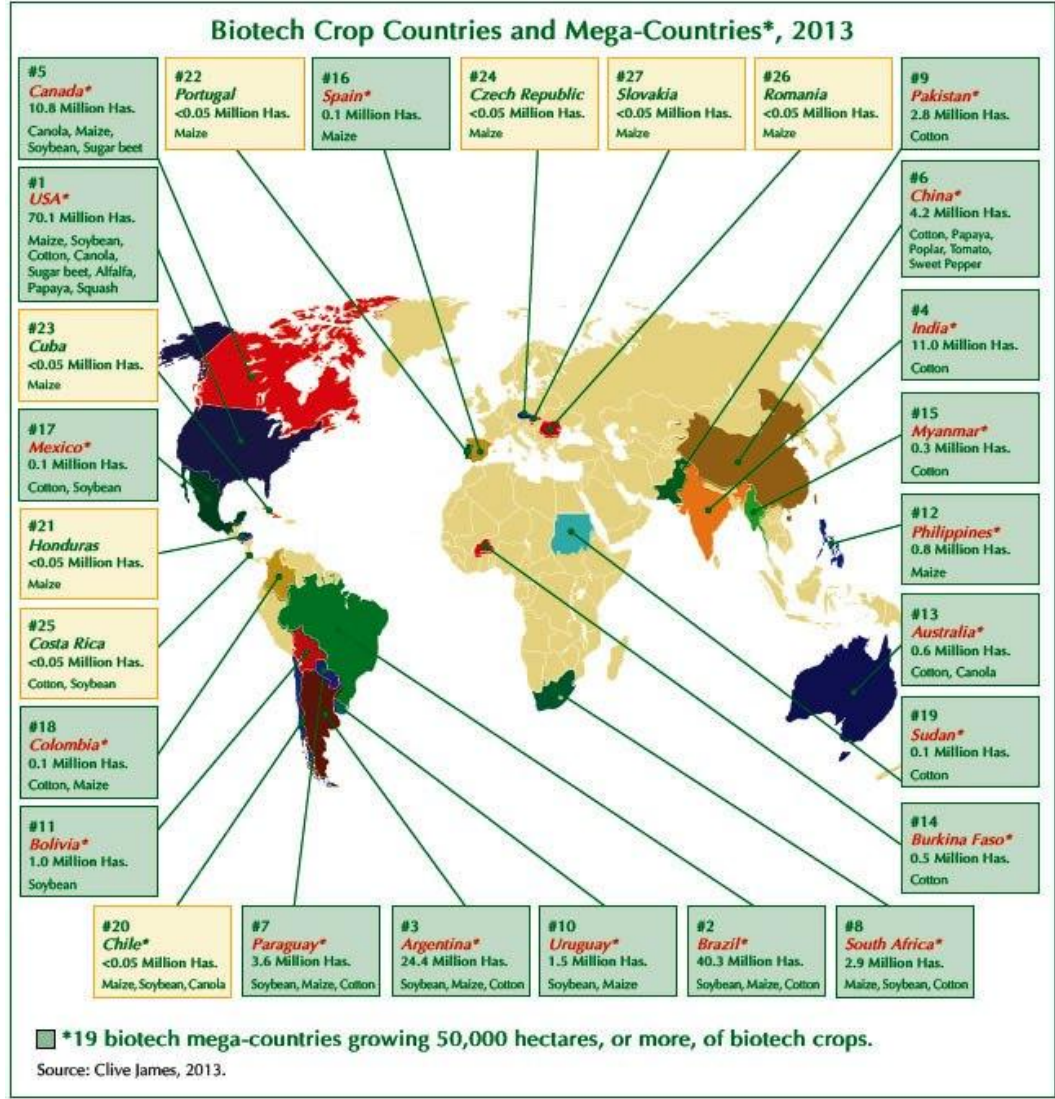 Biotech Crop Countries and Mega-Countries*, 2013
#5
Canada*
10.8 Million Has.
Canola, Maize,
Soybean, Sugar beet
#22
Portugal
<0.05 Million Has.
Maize
#16
Spain*
0.1 Million Has.
Maize
#24
Czech Republic
<0.05 Million Has.
Maize
#27
Slovakia
<0.05 Million Has.
Maize
#26
Romania
<0.05 Million Has.
Maize
#9
Pakistan*
2.8 Million Has.
Cotton
#1
USA*
70.1 Million Has.
Maize, Soybean,
Cotton, Canola,
Sugar beet, Alfalfa,
Papaya, Squash
#6
China*
4.2 Million Has.
Cotton, Papaya,
Poplar, Tomato,
Sweet Pepper
#23
Cuba
<0.05 Million Has.
Maize
#4
India*
11.0 Million Has.
Cotton
#17
Mexico*
0.1 Million Has.
Cotton, Soybean
#15
Myanmar*
0.3 Million Has.
Cotton
#21
Honduras
<0.05 Million Has.
Maize
#12
Philippines*
0.8 Million Has.
Maize
#25
Costa Rica
<0.05 Million Has.
Cotton, Soybean
#13
Australia*
0.6 Million Has.
Cotton, Canola
#18
Colombia*
0.1 Million Has.
Cotton, Maize
#19
Sudan*
0.1 Million Has.
Cotton
#11
Bolivia*
1.0 Million Has.
Soybean
#14
Burkina Faso*
0.5 Million Has.
Cotton
#20
Chile*
<0.05 Million Has.
Maize, Soybean, Canola
#7
Paraguay*
3.6 Million Has.
Soybean, Maize, Cotton
#3
Argentina*
24.4 Million Has.
Soybean, Maize, Cotton
#10
Uruguay*
1.5 Million Has.
Soybean, Maize
#2
Brazil*
40.3 Million Has.
Soybean, Maize, Cotton
#8
South Africa*
2.9 Million Has.
Maize, Soybean, Cotton
*19 biotech mega-countries growing 50,000 hectares, or more, of biotech crops.
Source: Clive James, 2013.